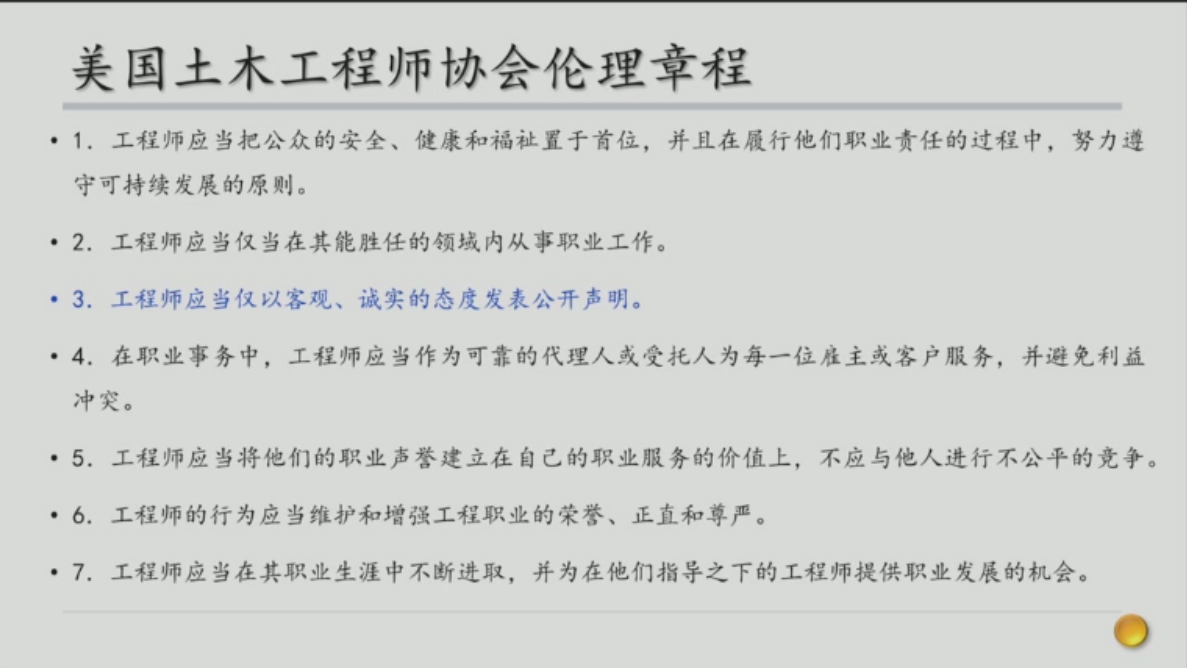 美国土木工程师协会伦理章程
• 1. 工程师应当把公众的安全、健康和福祉置于首位，并且在履行他们职业责任的过程中，努力遵
守可持续发展的原则。
• 2. 工程师应当仅当在其能胜任的领域内从事职业工作。
• 3. 工程师应当仅以客观、诚实的态度发表公开声明。
• 4. 在职业事务中，工程师应当作为可靠的代理人或受托人为每一位雇主或客户服务，并避免利益
冲突。
• 5. 工程师应当将他们的职业声誉建立在自己的职业服务的价值上，不应与他人进行不公平的竞争。
• 6. 工程师的行为应当维护和增强工程职业的荣誉、正直和尊严。
• 7. 工程师应当在其职业生涯中不断进取，并为在他们指导之下的工程师提供职业发展的机会。